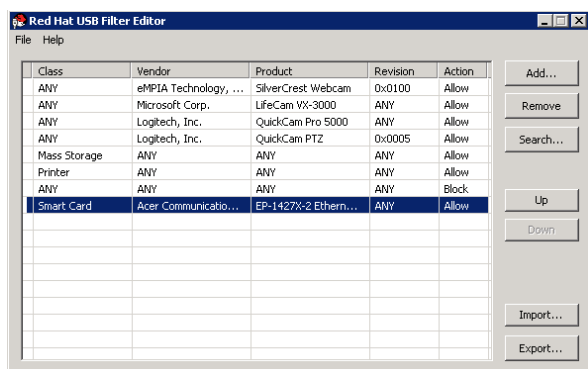 Red Hat USB Filter Editor
File Help
Class Vendor Product Revision Action
ANY eMPIA Technology, ... SilverCrest Webcam 0x0100 Allow
ANY Microsoft Corp. LifeCam VX-3000 ANY Allow
ANY Logitech, Inc. QuickCam Pro 5000 ANY Allow
ANY Logitech, Inc. QuickCam PTZ 0x0005 Allow
Mass Storage ANY ANY ANY Allow
Printer ANY ANY ANY Allow
ANY ANY ANY ANY Block
Smart Card Acer Communicatio... EP-1427X-2 Ethern... ANY Allow
Add...
Remove
Search...
Up
Down
Import...
Export...